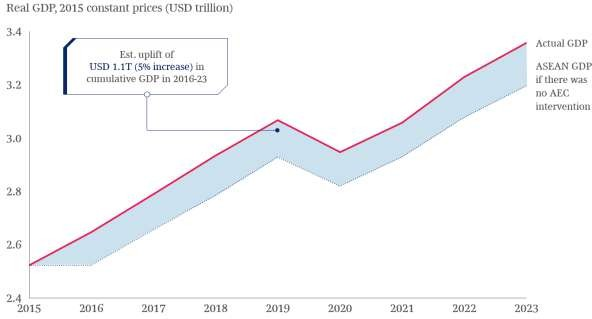 Real GDP, 2015 constant prices (USD trillion)
3.4
3.2
3.0
2.8
2.6
2.4
Est. uplift of
USD 1.1T (5% increase) in
cumulative GDP in 2016-23
Actual GDP
ASEAN GDP
if there was
no AEC
intervention
2015
2016
2017
2018
2019
2020
2021
2022
2023